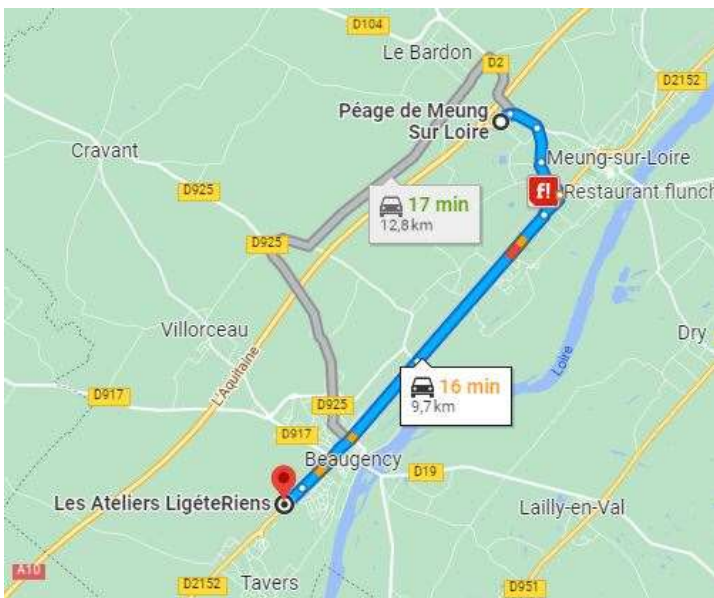 D104
Le Bardon
D2
D2152
Péage de Meung
Sur Loire
Cravant
Meung-sur-Loire
D925
fl
Restaurant flunch
17 min
12,8 km
D925
Villorceau
L'Aquitaine
Loire
Dry
16 min
9,7 km
D917
D925
D917
Beaugency
D19
Les Ateliers LigéteRiens
Lailly-en-Val
A10
D2152
Tavers
D951